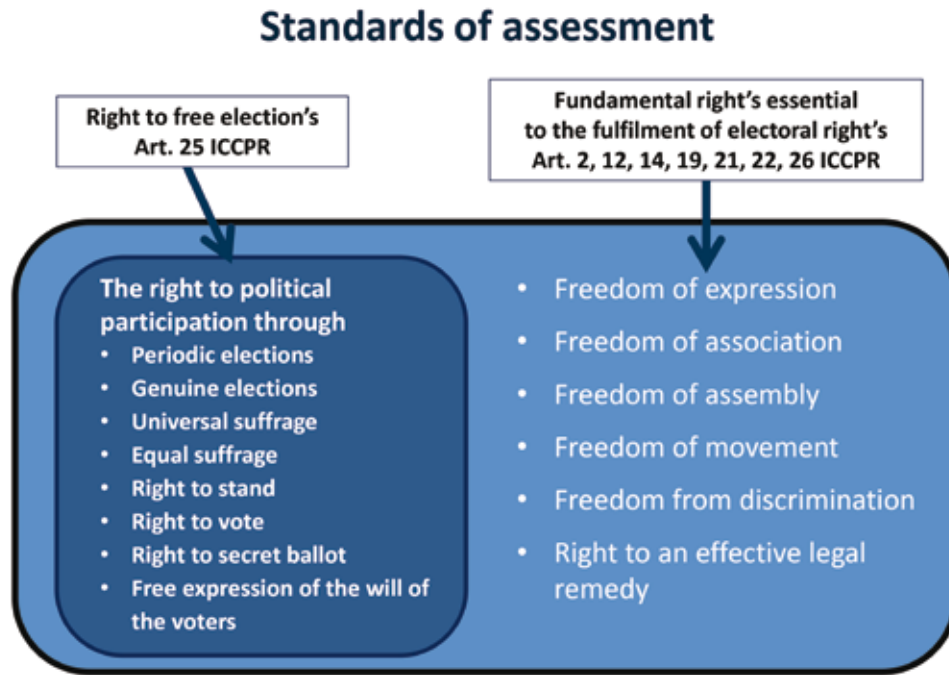 Standards of assessment
Right to free election's
Art. 25 ICCPR
Fundamental right's essential
to the fulfilment of electoral right's
Art. 2, 12, 14, 19, 21, 22, 26 ICCPR
The right to political
participation through
• Periodic elections
• Genuine elections
• Universal suffrage
• Equal suffrage
• Right to stand
• Right to vote
• Right to secret ballot
• Free expression of the will of
the voters
• Freedom of expression
• Freedom of association
• Freedom of assembly
• Freedom of movement
• Freedom from discrimination
• Right to an effective legal
remedy